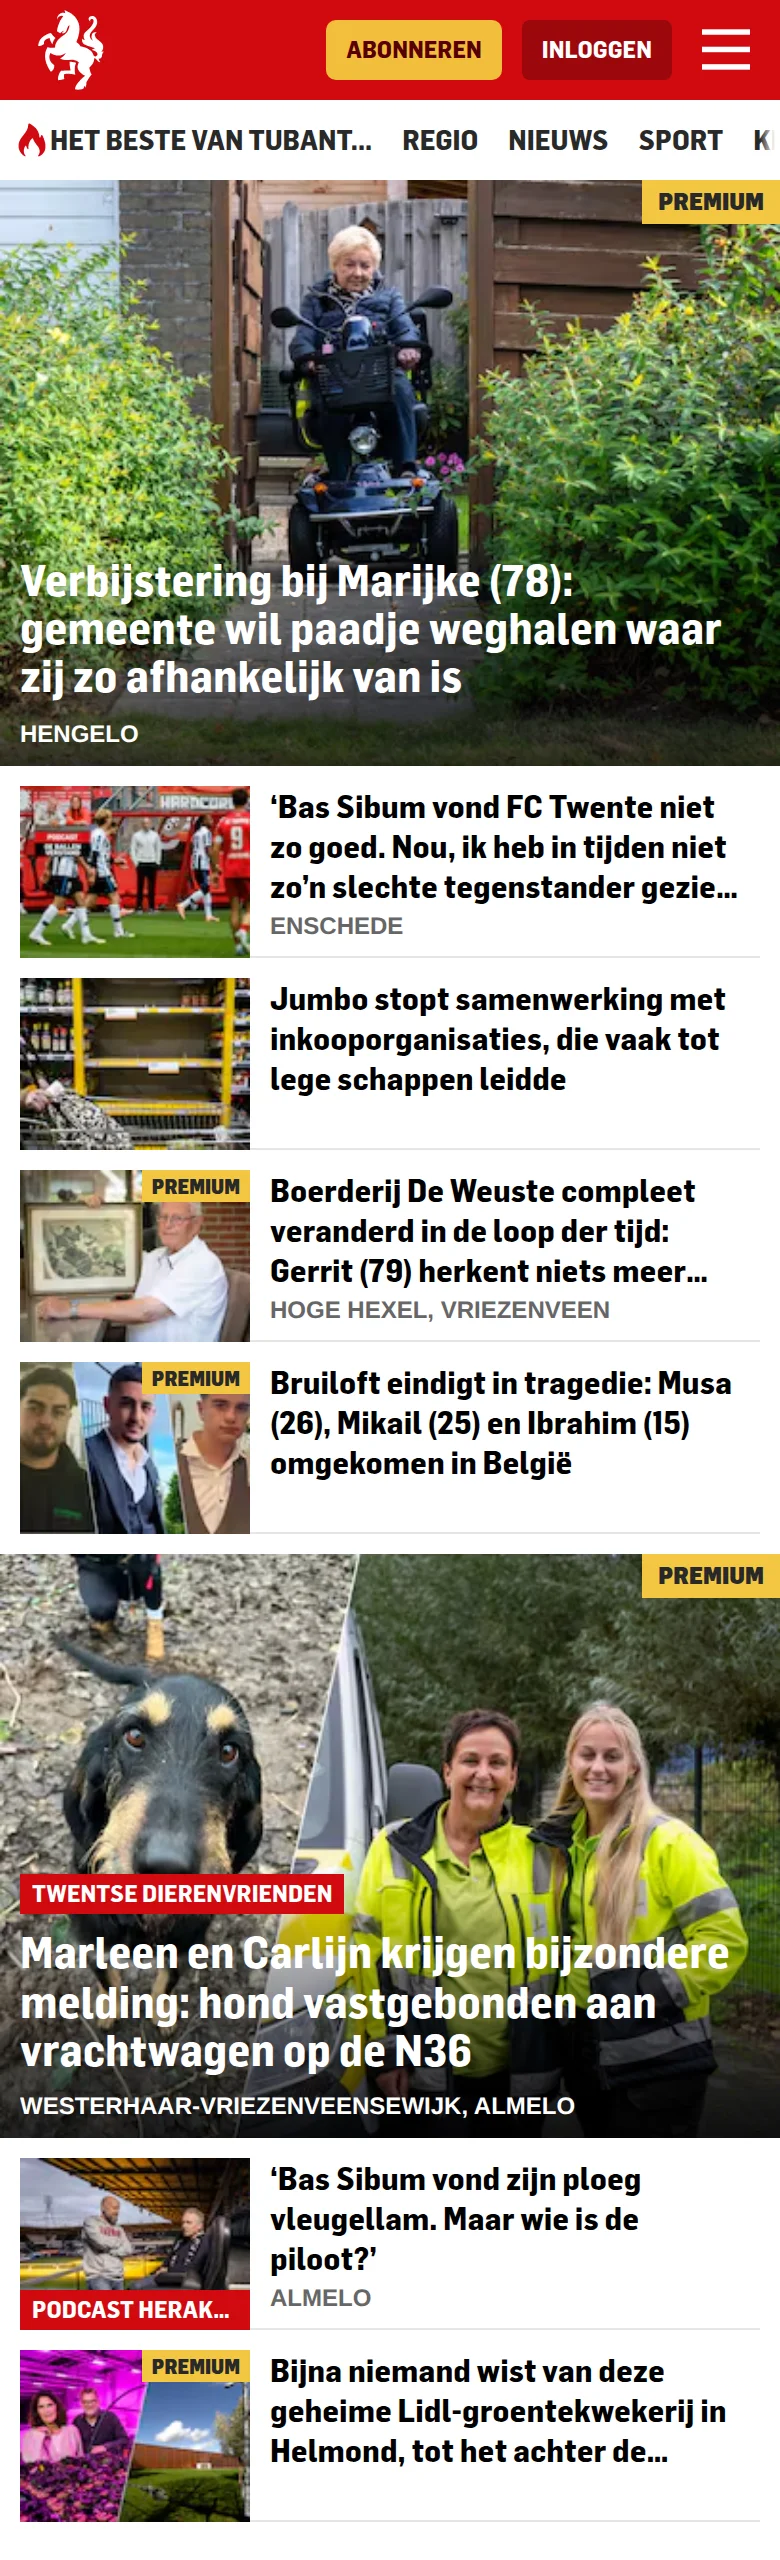 ABONNEREN
INLOGGEN
HET BESTE VAN TUBANT...
REGIO
NIEUWS
SPORT
PREMIUM
Verbijstering bij Marijke (78):
gemeente wil paadje weghalen waar
zij zo afhankelijk van is
HENGELO
HARDCORE
PODCAST
DE BALLEN
VERSTAND
9
‘Bas Sibum vond FC Twente niet
zo goed. Nou, ik heb in tijden niet
zo’n slechte tegenstander gezie...
ENSCHEDE
Jumbo stopt samenwerking met
inkooporganisaties, die vaak tot
lege schappen leidde
PREMIUM
Boerderij De Weuste compleet
veranderd in de loop der tijd:
Gerrit (79) herkent niets meer...
HOGE HEXEL, VRIEZENVEEN
PREMIUM
Bruiloft eindigt in tragedie: Musa
(26), Mikail (25) en Ibrahim (15)
omgekomen in België
PREMIUM
TWENTSE DIERENVRIENDEN
Marleen en Carlijn krijgen bijzondere
melding: hond vastgebonden aan
vrachtwagen op de N36
WESTERHAAR-VRIEZENVEENSEWIJK, ALMELO
PODCAST HERAK...
‘Bas Sibum vond zijn ploeg
vleugellam. Maar wie is de
piloot?’
ALMELO
PREMIUM
Bijna niemand wist van deze
geheime Lidl-groentekwekerij in
Helmond, tot het achter de...